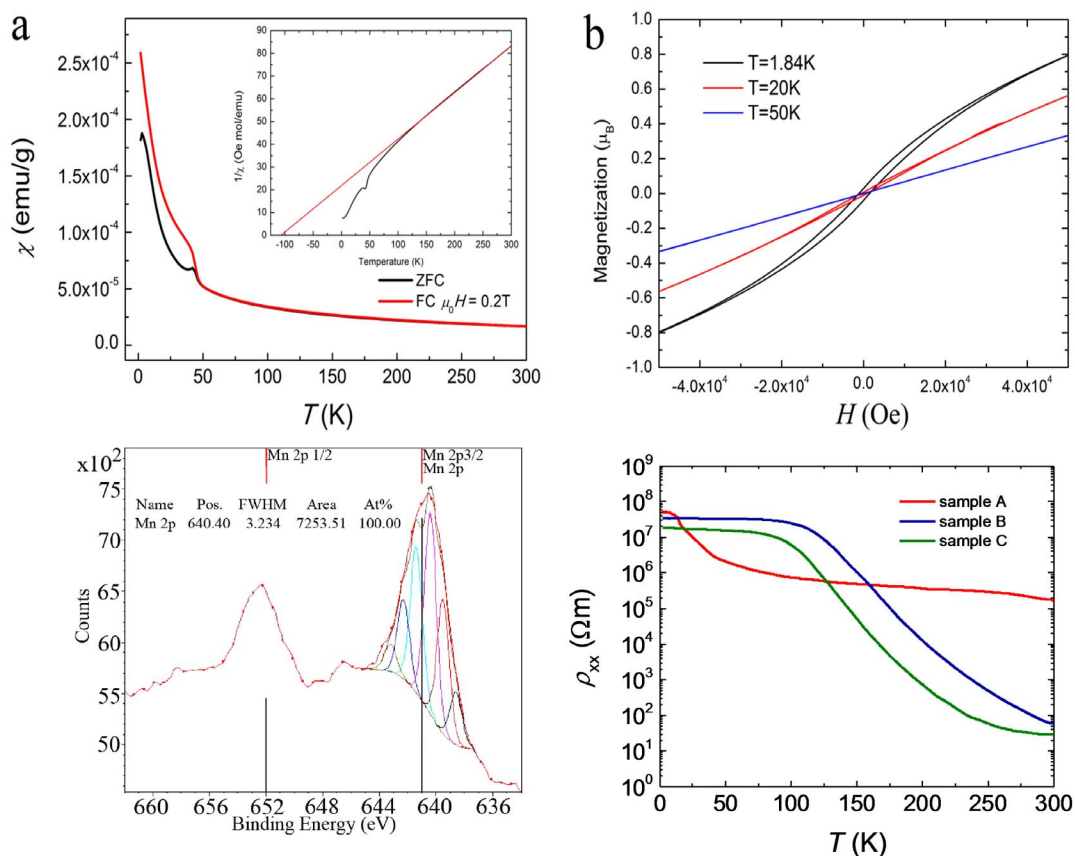 a
2.5x10⁻⁴
2.0x10⁻⁴
1.5x10⁻⁴
1.0x10⁻⁴
5.0x10⁻⁵
0.0
χ (emu/g)
0 50 100 150 200 250 300
T (K)
90
80
70
60
50
40
30
20
10
0
1/χ (Oe mol/emu)
-100 -50 0 50 100 150 200 250 300
Temperature (K)
ZFC
FC μ₀H = 0.2T
b
1.0
0.8
0.6
0.4
0.2
0.0
-0.2
-0.4
-0.6
-0.8
-1.0
Magnetization (μB)
T=1.84K
T=20K
T=50K
-4.0x10⁴ -2.0x10⁴ 0.0 2.0x10⁴ 4.0x10⁴
H (Oe)
x10²
Mn 2p 1/2
Mn 2p3/2
Mn 2p
Name Pos. FWHM Area At%
Mn 2p 640.40 3.234 7253.51 100.00
75
70
65
60
55
50
Counts
660 656 652 648 644 640 636
Binding Energy (eV)
10⁹
10⁸
10⁷
10⁶
10⁵
10⁴
10³
10²
10¹
10⁰
ρxx (Ωm)
sample A
sample B
sample C
0 50 100 150 200 250 300
T (K)